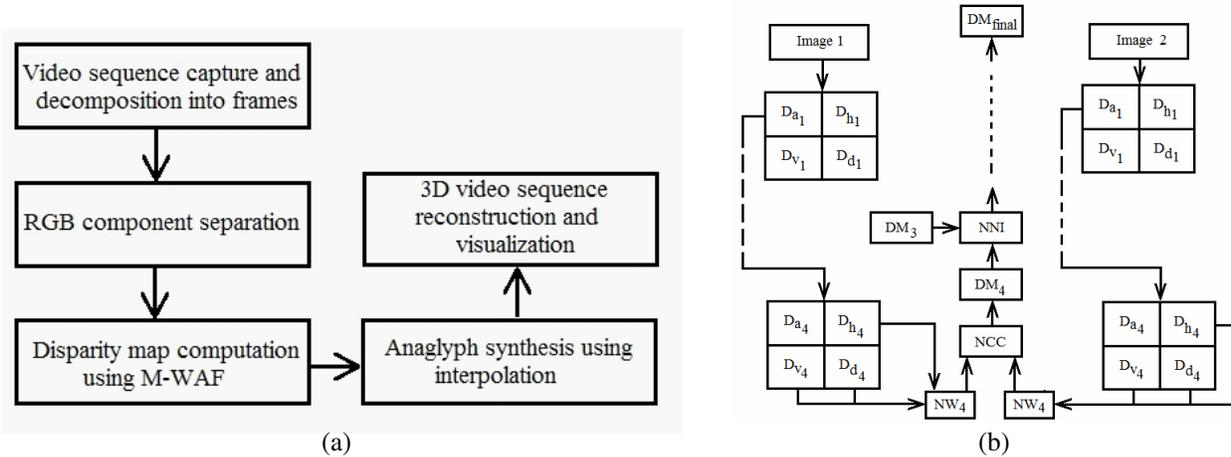 Video sequence capture and
decomposition into frames
RGB component separation
Disparity map computation
using M-WAF
3D video sequence
reconstruction and
visualization
Anaglyph synthesis using
interpolation
(a)
DMfinal
Image 1
Image 2
Da1 Dh1
Dv1 Dd1
Da1 Dh1
Dv1 Dd1
DM3
NNI
DM4
NCC
Da4 Dh4
Dv4 Dd4
NW4
NW4
Da4 Dh4
Dv4 Dd4
(b)